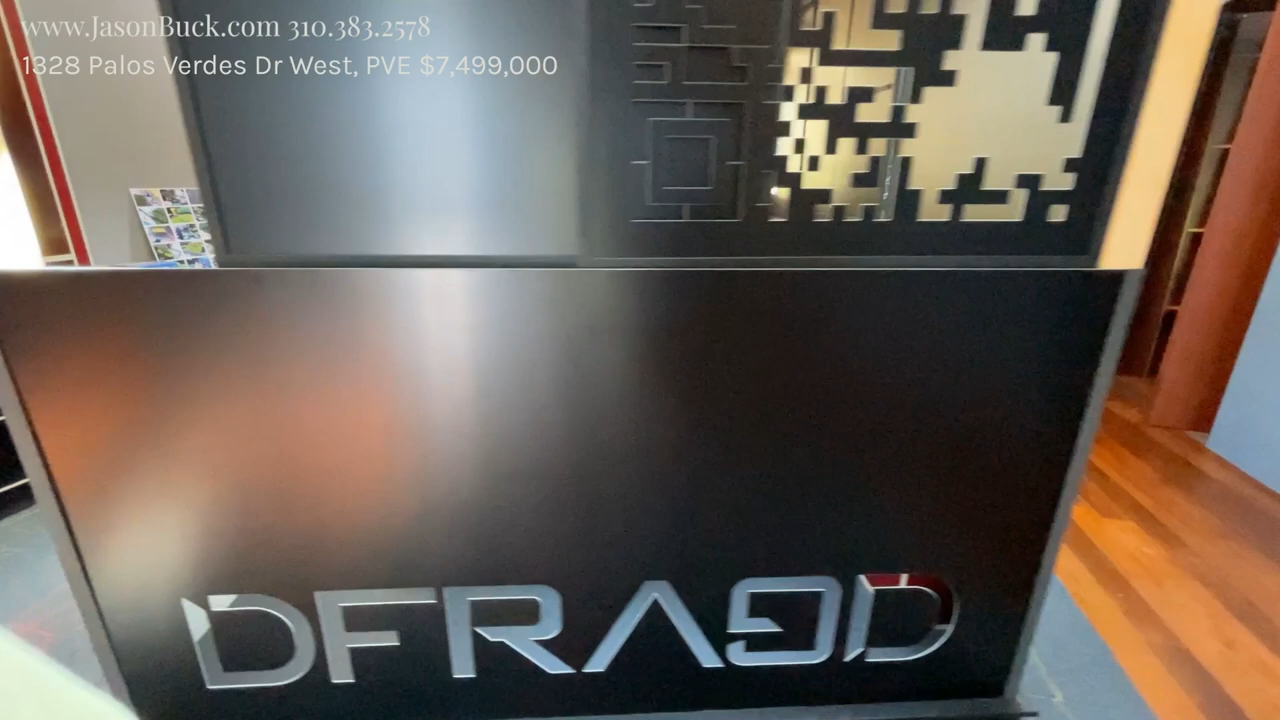 www.JasonBuck.com 310.383.2578
1328 Palos Verdes Dr West, PVE $7,499,000
DFRAGD